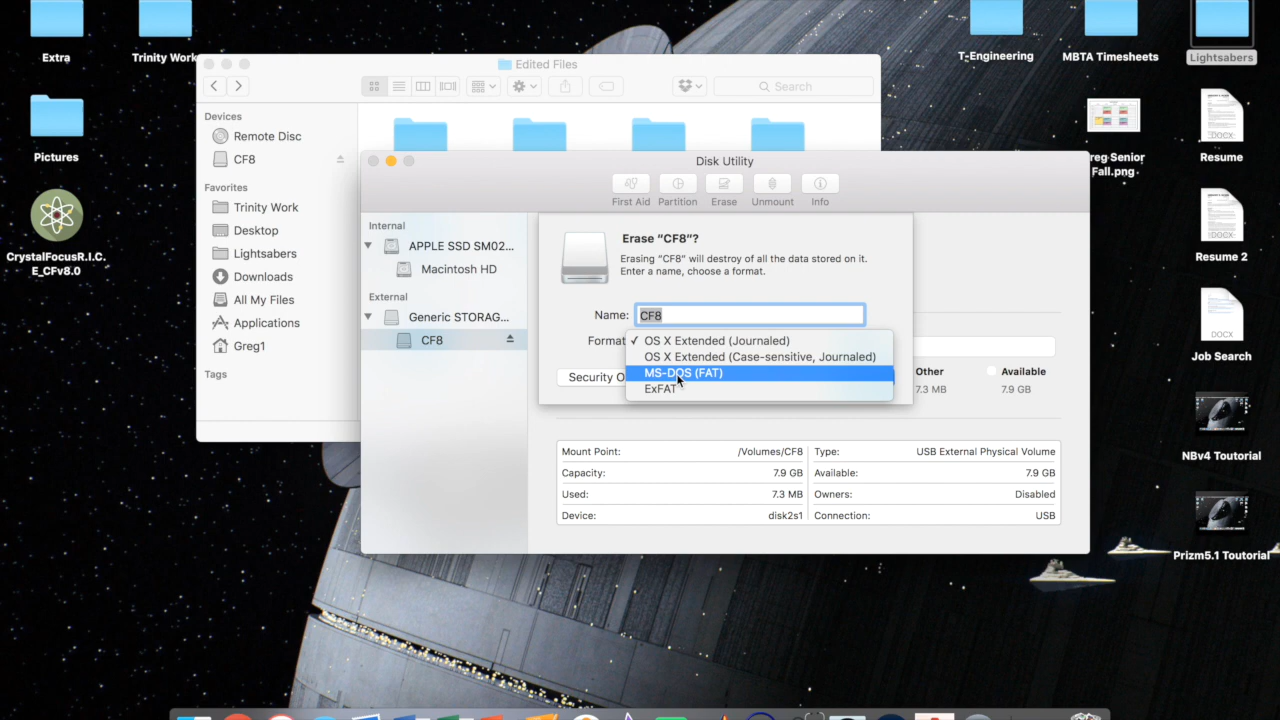 Extra
Trinity Work
T-Engineering
MBTA Timesheets
Lightsabers
Pictures
CrystalFocusR.I.C.
E_CFv8.0
Edited Files
Search
Devices
Remote Disc
CF8
Favorites
Trinity Work
Desktop
Lightsabers
Downloads
All My Files
Applications
Greg1
Tags
Disk Utility
First Aid
Partition
Erase
Unmount
Info
Internal
APPLE SSD SM02...
Macintosh HD
External
Generic STORAG...
CF8
Erase “CF8”?
Erasing “CF8” will destroy of all the data stored on it.
Enter a name, choose a format.
Name:
CF8
Format
✓ OS X Extended (Journaled)
OS X Extended (Case-sensitive, Journaled)
MS-DOS (FAT)
ExFAT
Security O
Other
7.3 MB
Available
7.9 GB
Mount Point: /Volumes/CF8
Type: USB External Physical Volume
Capacity: 7.9 GB
Available: 7.9 GB
Used: 7.3 MB
Owners: Disabled
Device: disk2s1
Connection: USB
reg Senior
Fall.png
DOCX
Resume
DOCX
Resume 2
DOCX
Job Search
NBv4 Toutorial
Prizm5.1 Toutorial